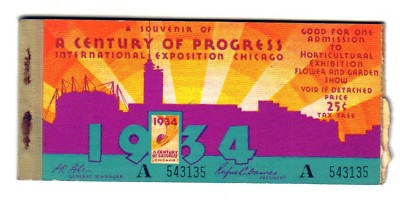 A SOUVENIR OF
A CENTURY OF PROGRESS
INTERNATIONAL EXPOSITION CHICAGO
GOOD FOR ONE
ADMISSION
TO
HORTICULTURAL
EXHIBITION
FLOWER AND GARDEN
SHOW
VOID IF DETACHED
PRICE
25¢
TAX FREE
1934
1934
A CENTURY
OF PROGRESS
CHICAGO
GENERAL MANAGER
A 543135
PRESIDENT
A 543135